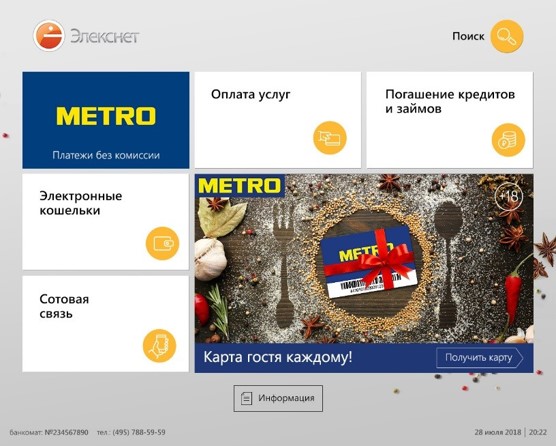 Элекснет
Поиск
METRO
Платежи без комиссии
Оплата услуг
Погашение кредитов
и займов
Электронные
кошельки
METRO
+18
METRO
Сотовая
связь
Карта гостя каждому!
Получить карту
Информация
банкомат: №234567890 тел.: (495) 788-59-59
28 июля 2018 | 20:22